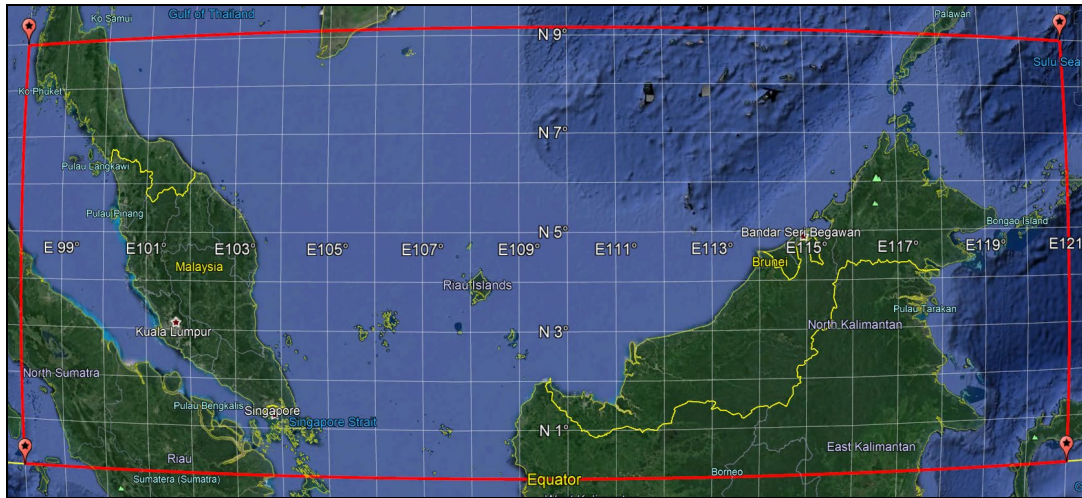 Ko Samui
Gulf of Thailand
Palawan
N 9°
Sulu Sea
Ko Phuket
N 7°
Pulau Langkawi
Pulau Pinang
Bongao Island
N 5°
Bandar Seri Begawan
E 99° E101° E103° E105° E107° E109° E111° E113° E115° E117° E119° E121
Malaysia
Brunei
Riau Islands
Pulau Tarakan
Kuala Lumpur
N 3°
North Kalimantan
North Sumatra
Pulau Bengkalis
Singapore
Singapore Strait
N 1°
East Kalimantan
Riau
Borneo
Sumatera (Sumatra)
Equator